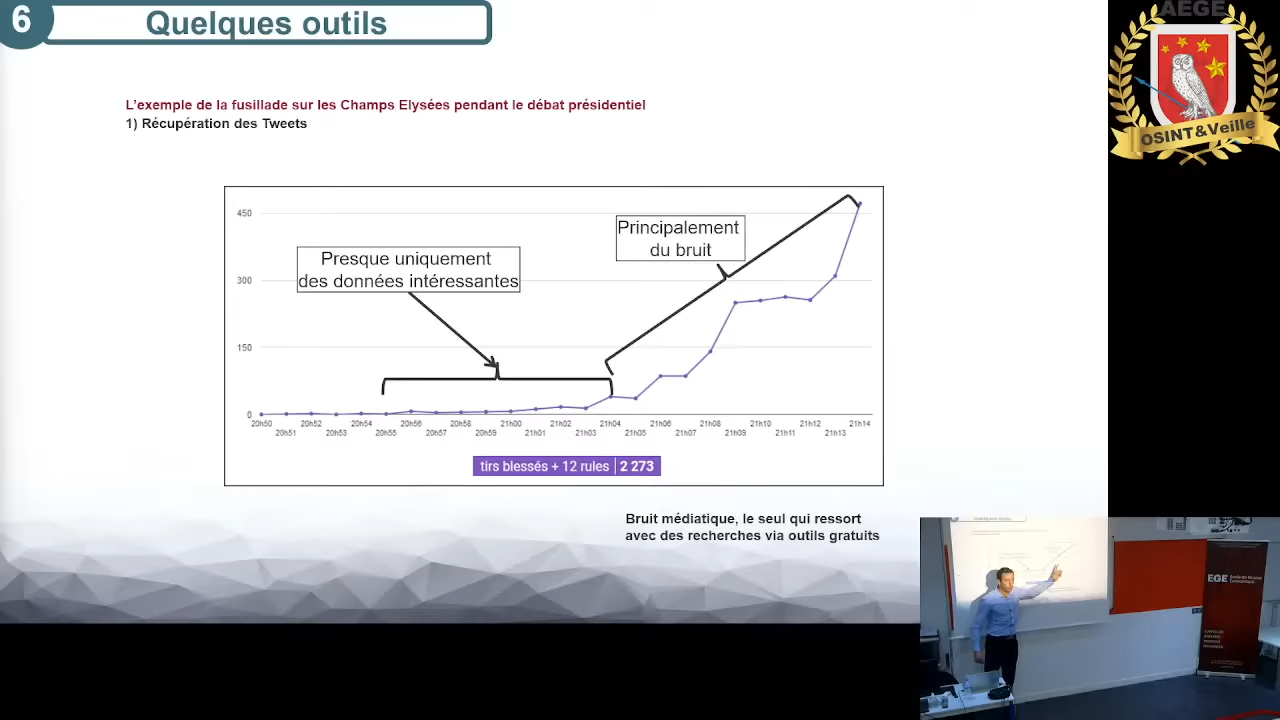 6
Quelques outils
AEGE
OSINT&Veille
L'exemple de la fusillade sur les Champs Elysées pendant le débat présidentiel
1) Récupération des Tweets
450
300
150
0
Presque uniquement
des données intéressantes
Principalement
du bruit
20h50
20h51
20h52
20h53
20h54
20h55
20h56
20h57
20h58
20h59
21h00
21h01
21h02
21h03
21h04
21h05
21h06
21h07
21h08
21h09
21h10
21h11
21h12
21h13
21h14
tirs blessés + 12 rules | 2 273
Bruit médiatique, le seul qui ressort
avec des recherches via outils gratuits
EGE